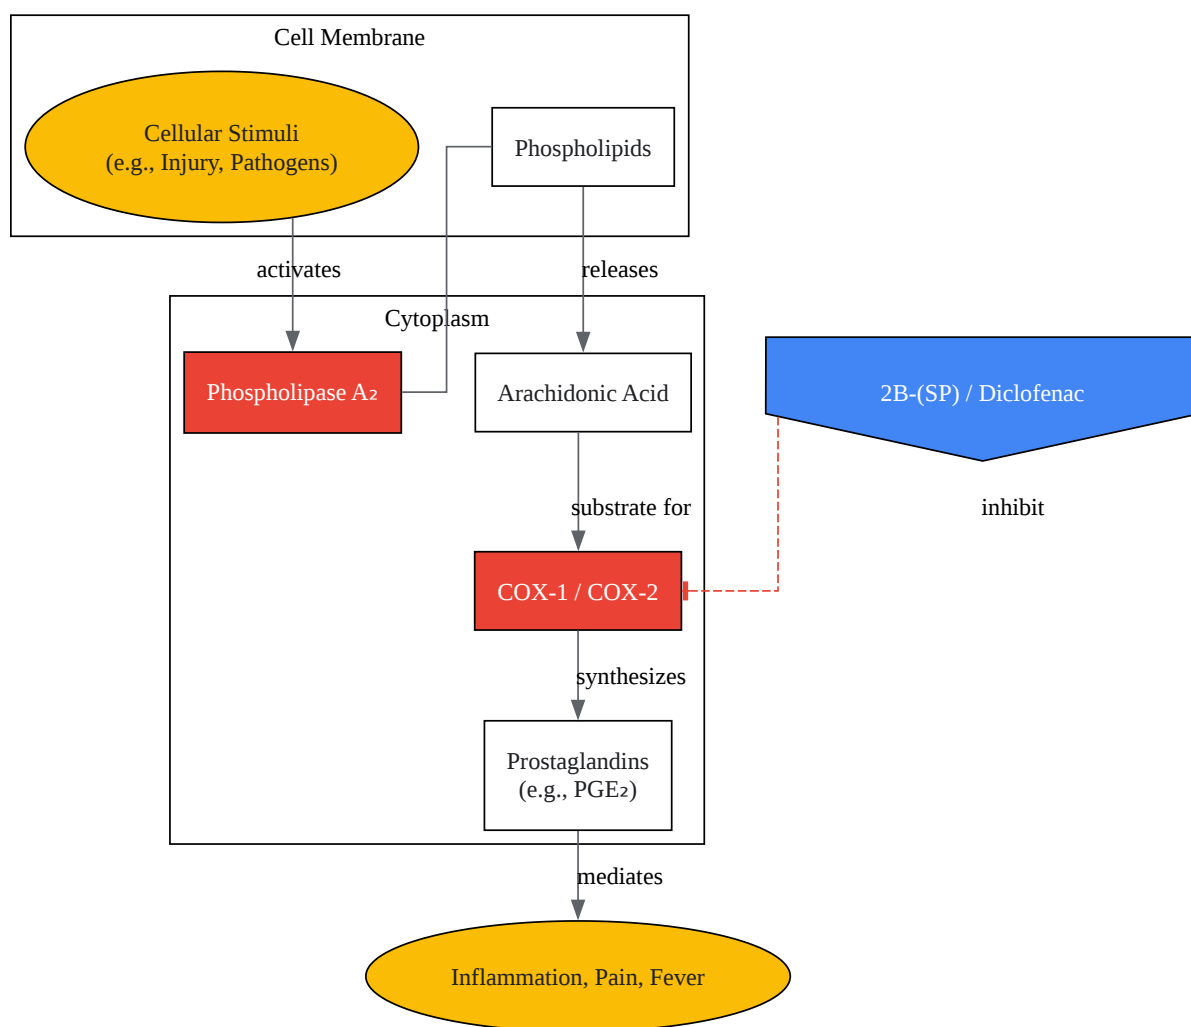 Cell Membrane
Cellular Stimuli
(e.g., Injury, Pathogens)
Phospholipids
activates
releases
Cytoplasm
Phospholipase A₂
Arachidonic Acid
2B-(SP) / Diclofenac
substrate for
inhibit
COX-1 / COX-2
synthesizes
Prostaglandins
(e.g., PGE₂)
mediates
Inflammation, Pain, Fever